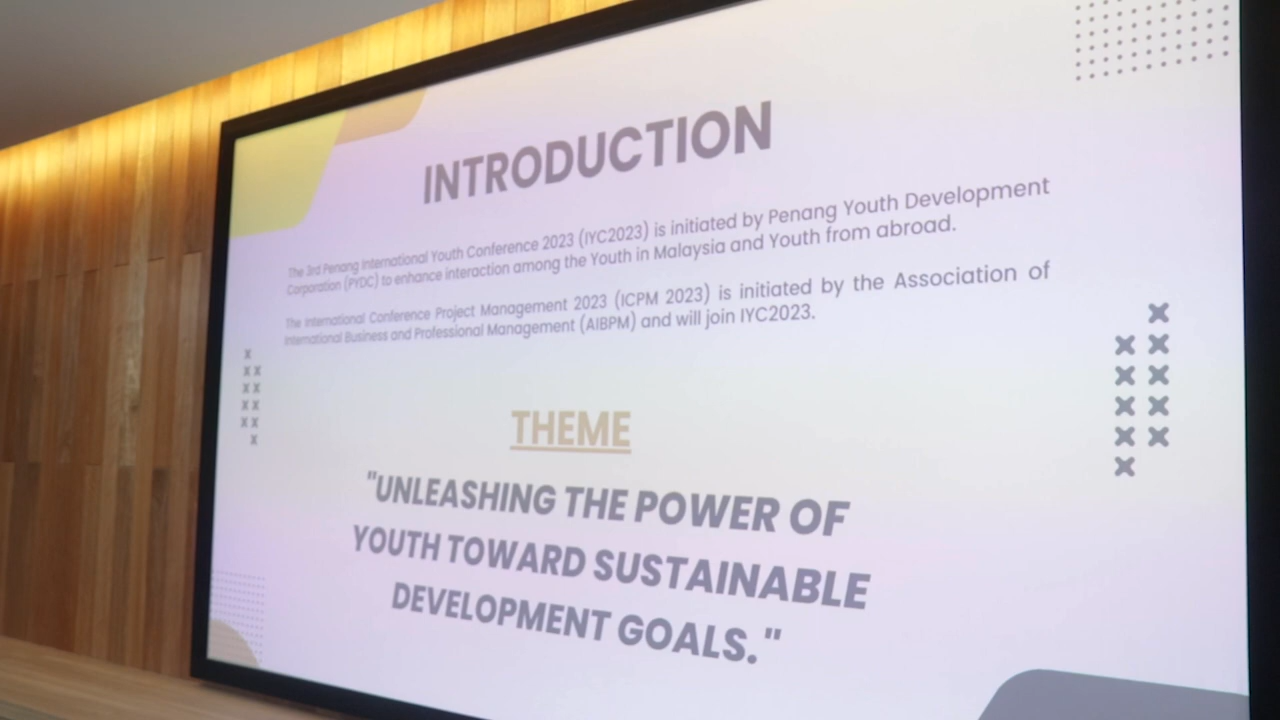 INTRODUCTION
The 3rd Penang International Youth Conference 2023 (IYC2023) is initiated by Penang Youth Development
Corporation (PYDC) to enhance interaction among the Youth in Malaysia and Youth from abroad.
The International Conference Project Management 2023 (ICPM 2023) is initiated by the Association of
International Business and Professional Management (AIBPM) and will join IYC2023.
THEME
"UNLEASHING THE POWER OF
YOUTH TOWARD SUSTAINABLE
DEVELOPMENT GOALS."